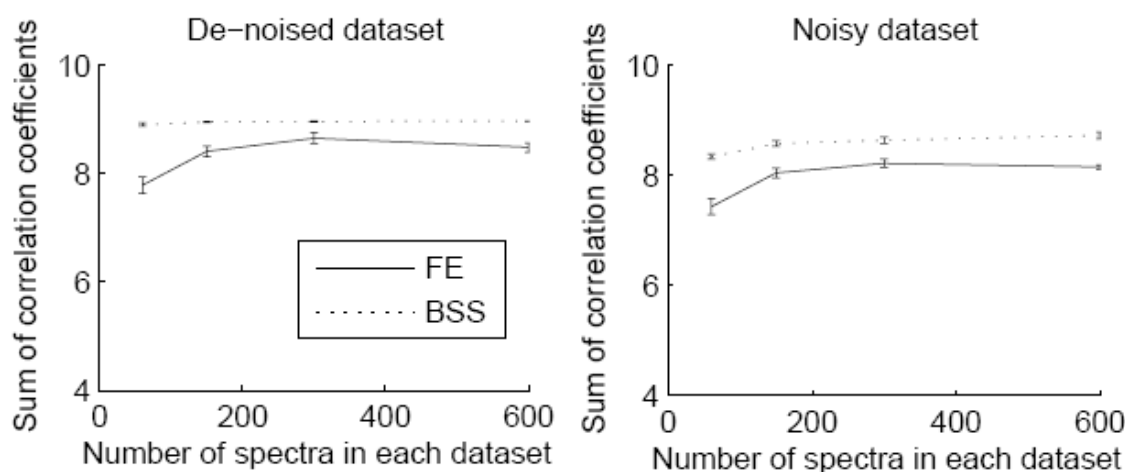 De-noised dataset
Sum of correlation coefficients
10
8
6
4
0
200
400
600
Number of spectra in each dataset
FE
BSS
Noisy dataset
Sum of correlation coefficients
10
8
6
4
0
200
400
600
Number of spectra in each dataset